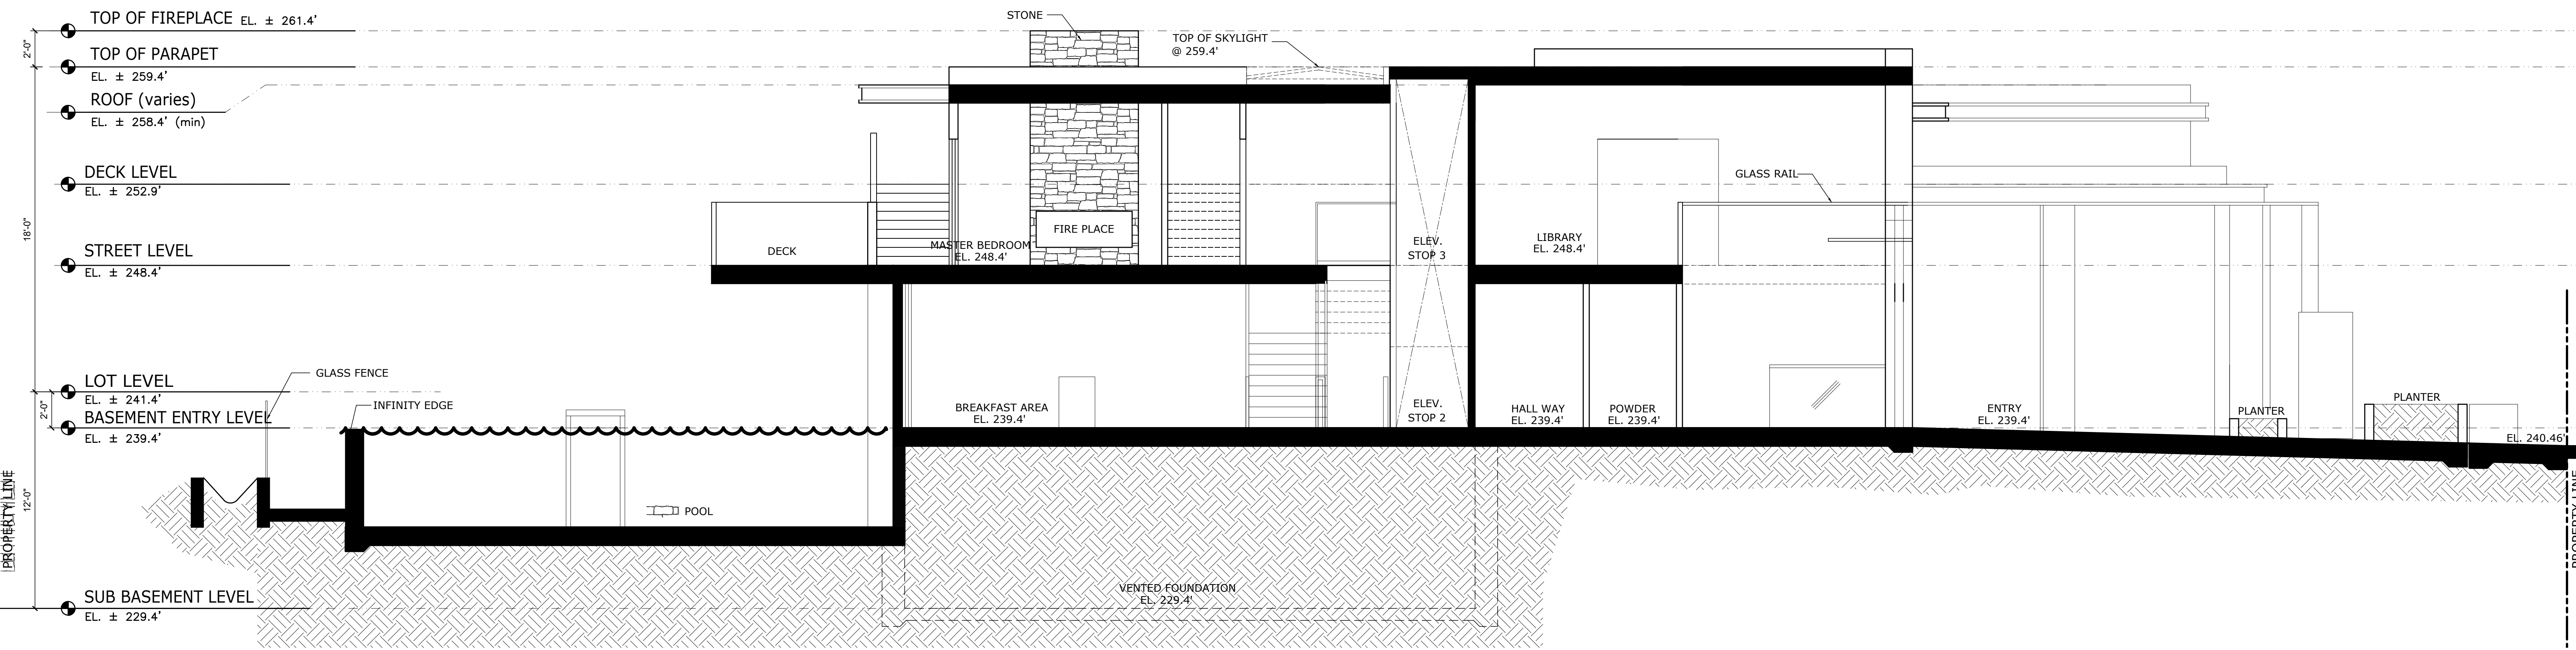 TOP OF FIREPLACE EL. ± 261.4'
TOP OF PARAPET
EL. ± 259.4'
ROOF (varies)
EL. ± 258.4' (min)
DECK LEVEL
EL. ± 252.9'
STREET LEVEL
EL. ± 248.4'
LOT LEVEL
EL. ± 241.4'
BASEMENT ENTRY LEVEL
EL. ± 239.4'
SUB BASEMENT LEVEL
EL. ± 229.4'
2'-0"
18'-0"
2'-0"
12'-0"
PROPERTY LINE
STONE
TOP OF SKYLIGHT
@ 259.4'
GLASS RAIL
DECK
MASTER BEDROOM
EL. 248.4'
FIRE PLACE
ELEV.
STOP 3
LIBRARY
EL. 248.4'
GLASS FENCE
INFINITY EDGE
BREAKFAST AREA
EL. 239.4'
ELEV.
STOP 2
HALL WAY
EL. 239.4'
POWDER
EL. 239.4'
ENTRY
EL. 239.4'
PLANTER
PLANTER
EL. 240.46'
POOL
VENTED FOUNDATION
EL. 229.4'
PROPERTY LINE